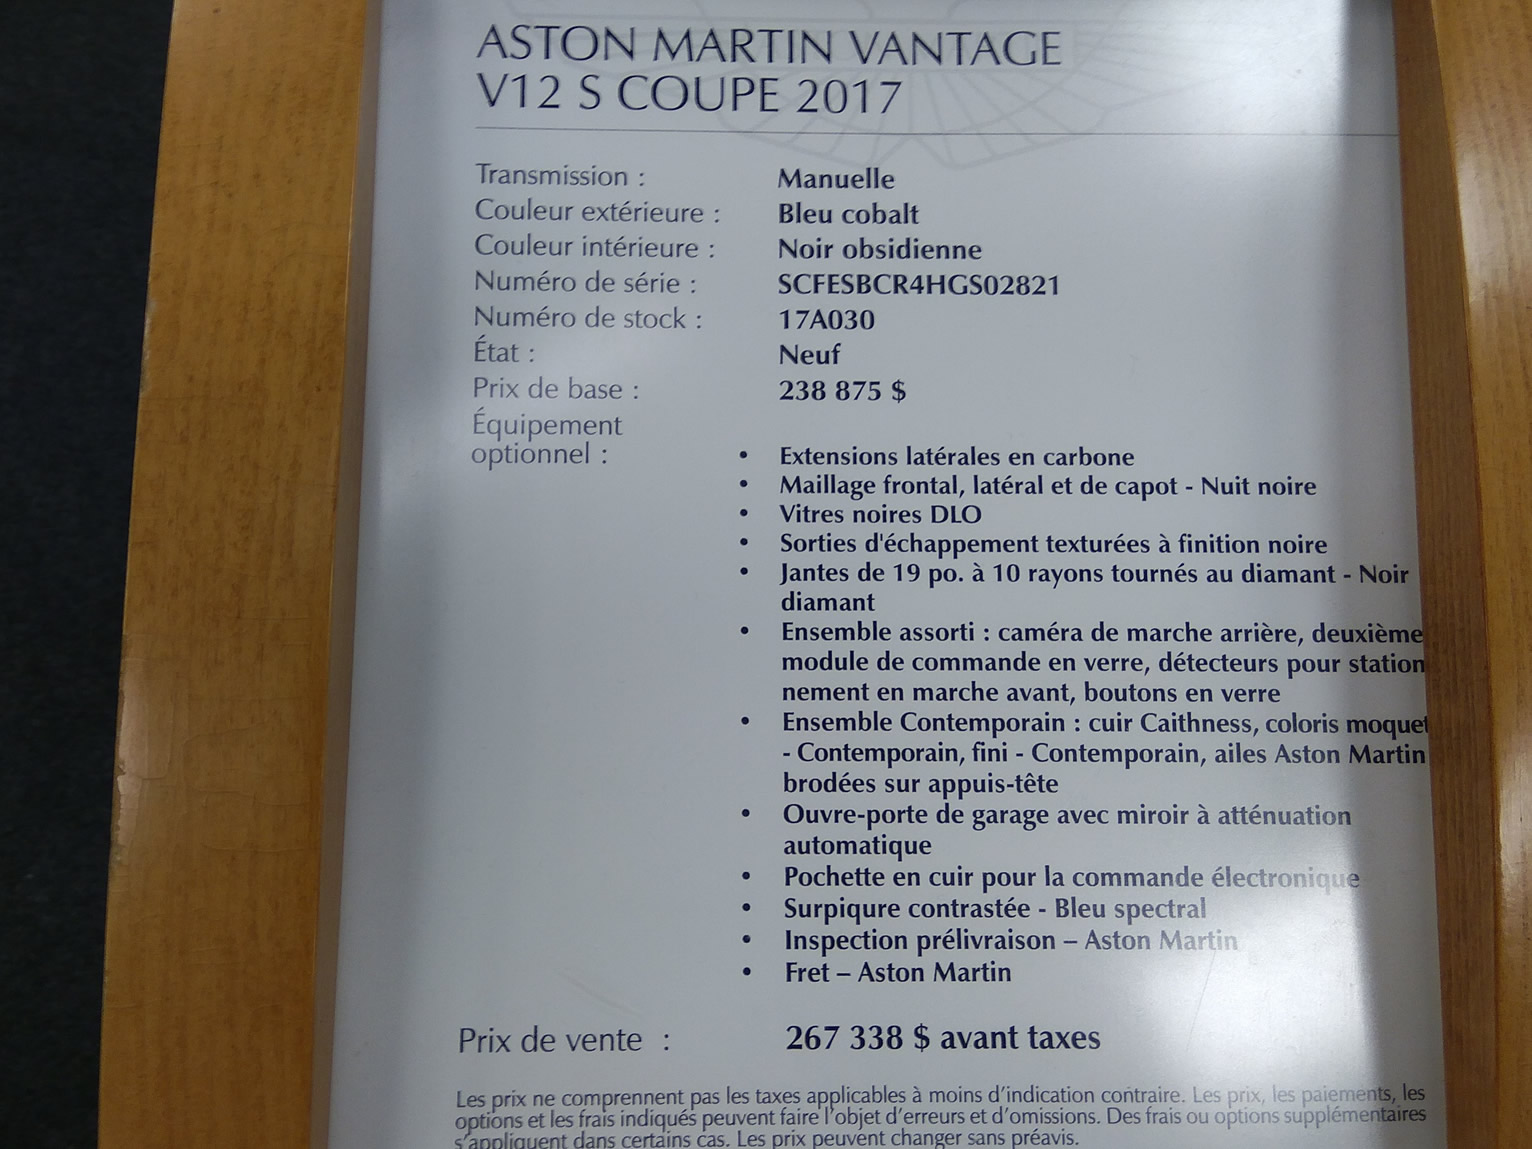 ASTON MARTIN VANTAGE
V12 S COUPE 2017
Transmission : Manuelle
Couleur extérieure : Bleu cobalt
Couleur intérieure : Noir obsidienne
Numéro de série : SCFESBCR4HGS02821
Numéro de stock : 17A030
État : Neuf
Prix de base : 238 875 $
Équipement
optionnel :
• Extensions latérales en carbone
• Maillage frontal, latéral et de capot - Nuit noire
• Vitres noires DLO
• Sorties d'échappement texturées à finition noire
• Jantes de 19 po. à 10 rayons tournés au diamant - Noir
diamant
• Ensemble assorti : caméra de marche arrière, deuxième
module de commande en verre, détecteurs pour station
nement en marche avant, boutons en verre
• Ensemble Contemporain : cuir Caithness, coloris moquet
- Contemporain, fini - Contemporain, ailes Aston Martin
brodées sur appuis-tête
• Ouvre-porte de garage avec miroir à atténuation
automatique
• Pochette en cuir pour la commande électronique
• Surpiqure contrastée - Bleu spectral
• Inspection prélivraison – Aston Martin
• Fret – Aston Martin
Prix de vente : 267 338 $ avant taxes
Les prix ne comprennent pas les taxes applicables à moins d'indication contraire. Les prix, les paiements, les
options et les frais indiqués peuvent faire l'objet d'erreurs et d'omissions. Des frais ou options supplémentaires
s'appliquent dans certains cas. Les prix peuvent changer sans préavis.